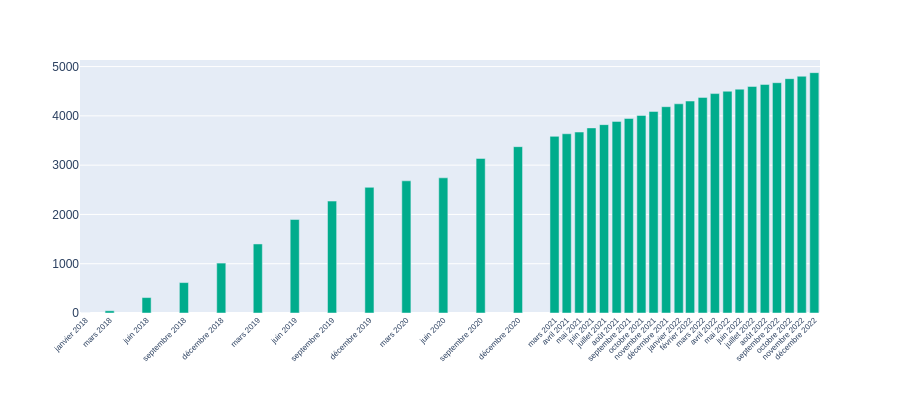 5000
4000
3000
2000
1000
0
janvier 2018
mars 2018
juin 2018
septembre 2018
décembre 2018
mars 2019
juin 2019
septembre 2019
décembre 2019
mars 2020
juin 2020
septembre 2020
décembre 2020
mars 2021
avril 2021
mai 2021
juin 2021
juillet 2021
août 2021
septembre 2021
octobre 2021
novembre 2021
décembre 2021
janvier 2022
février 2022
mars 2022
avril 2022
mai 2022
juin 2022
juillet 2022
août 2022
septembre 2022
octobre 2022
novembre 2022
décembre 2022